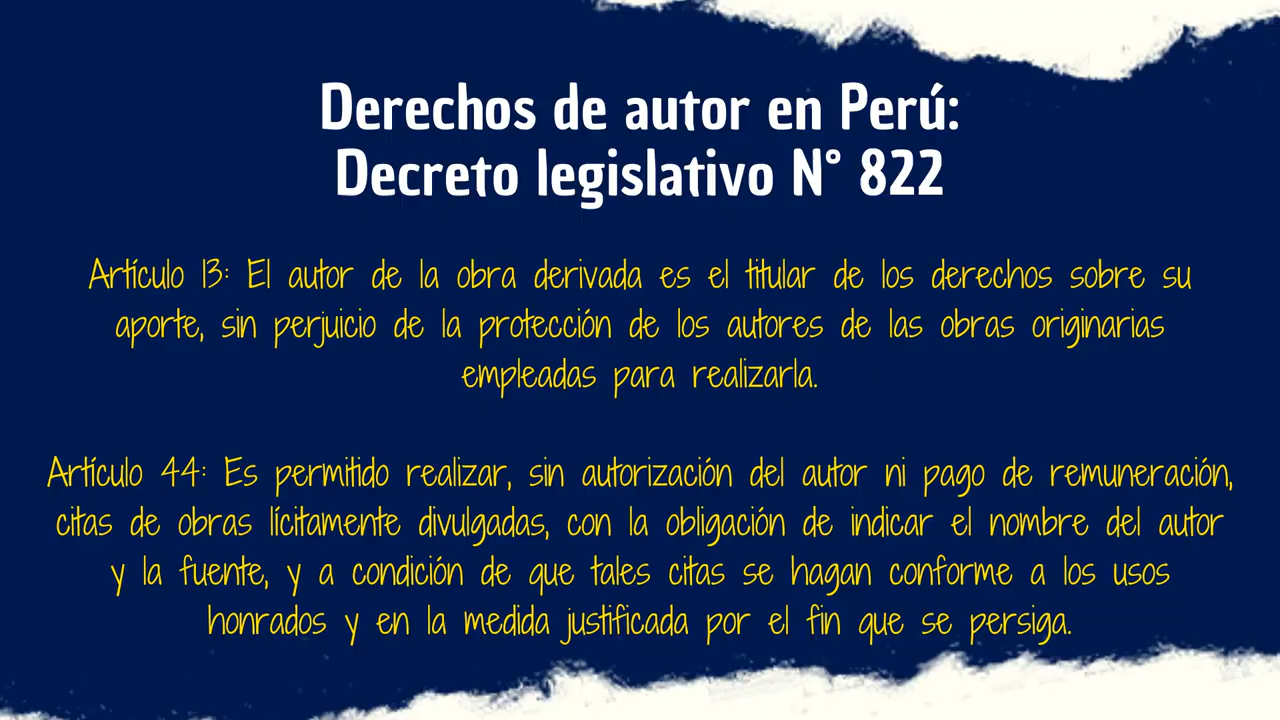 Derechos de autor en Perú:
Decreto legislativo N° 822
Artículo 13: El autor de la obra derivada es el titular de los derechos sobre su
aporte, sin perjuicio de la protección de los autores de las obras originarias
empleadas para realizarla.
Artículo 44: Es permitido realizar, sin autorización del autor ni pago de remuneración,
citas de obras lícitamente divulgadas, con la obligación de indicar el nombre del autor
y la fuente, y a condición de que tales citas se hagan conforme a los usos
honrados y en la medida justificada por el fin que se persiga.